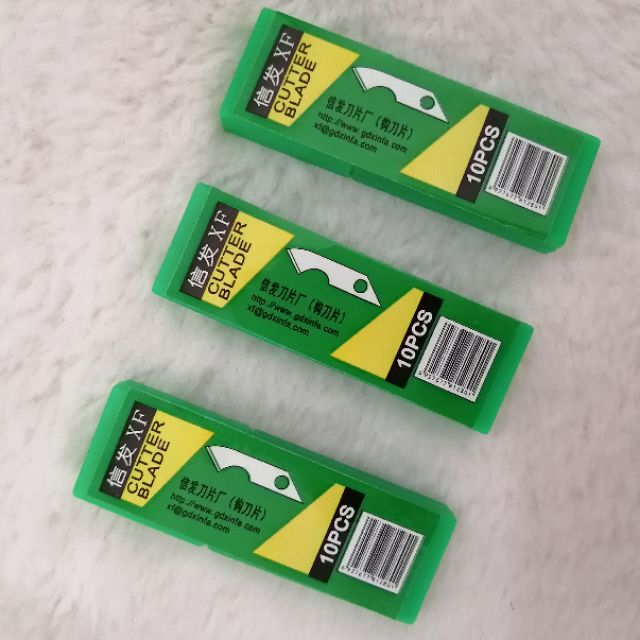 信发 XF
CUTTER
BLADE
信发刀片厂（钩刀片）
http://www.gdxinfa.com
xf@gdxinfa.com
10PCS
信发 XF
CUTTER
BLADE
信发刀片厂（钩刀片）
http://www.gdxinfa.com
xf@gdxinfa.com
10PCS
信发 XF
CUTTER
BLADE
信发刀片厂（钩刀片）
http://www.gdxinfa.com
xf@gdxinfa.com
10PCS